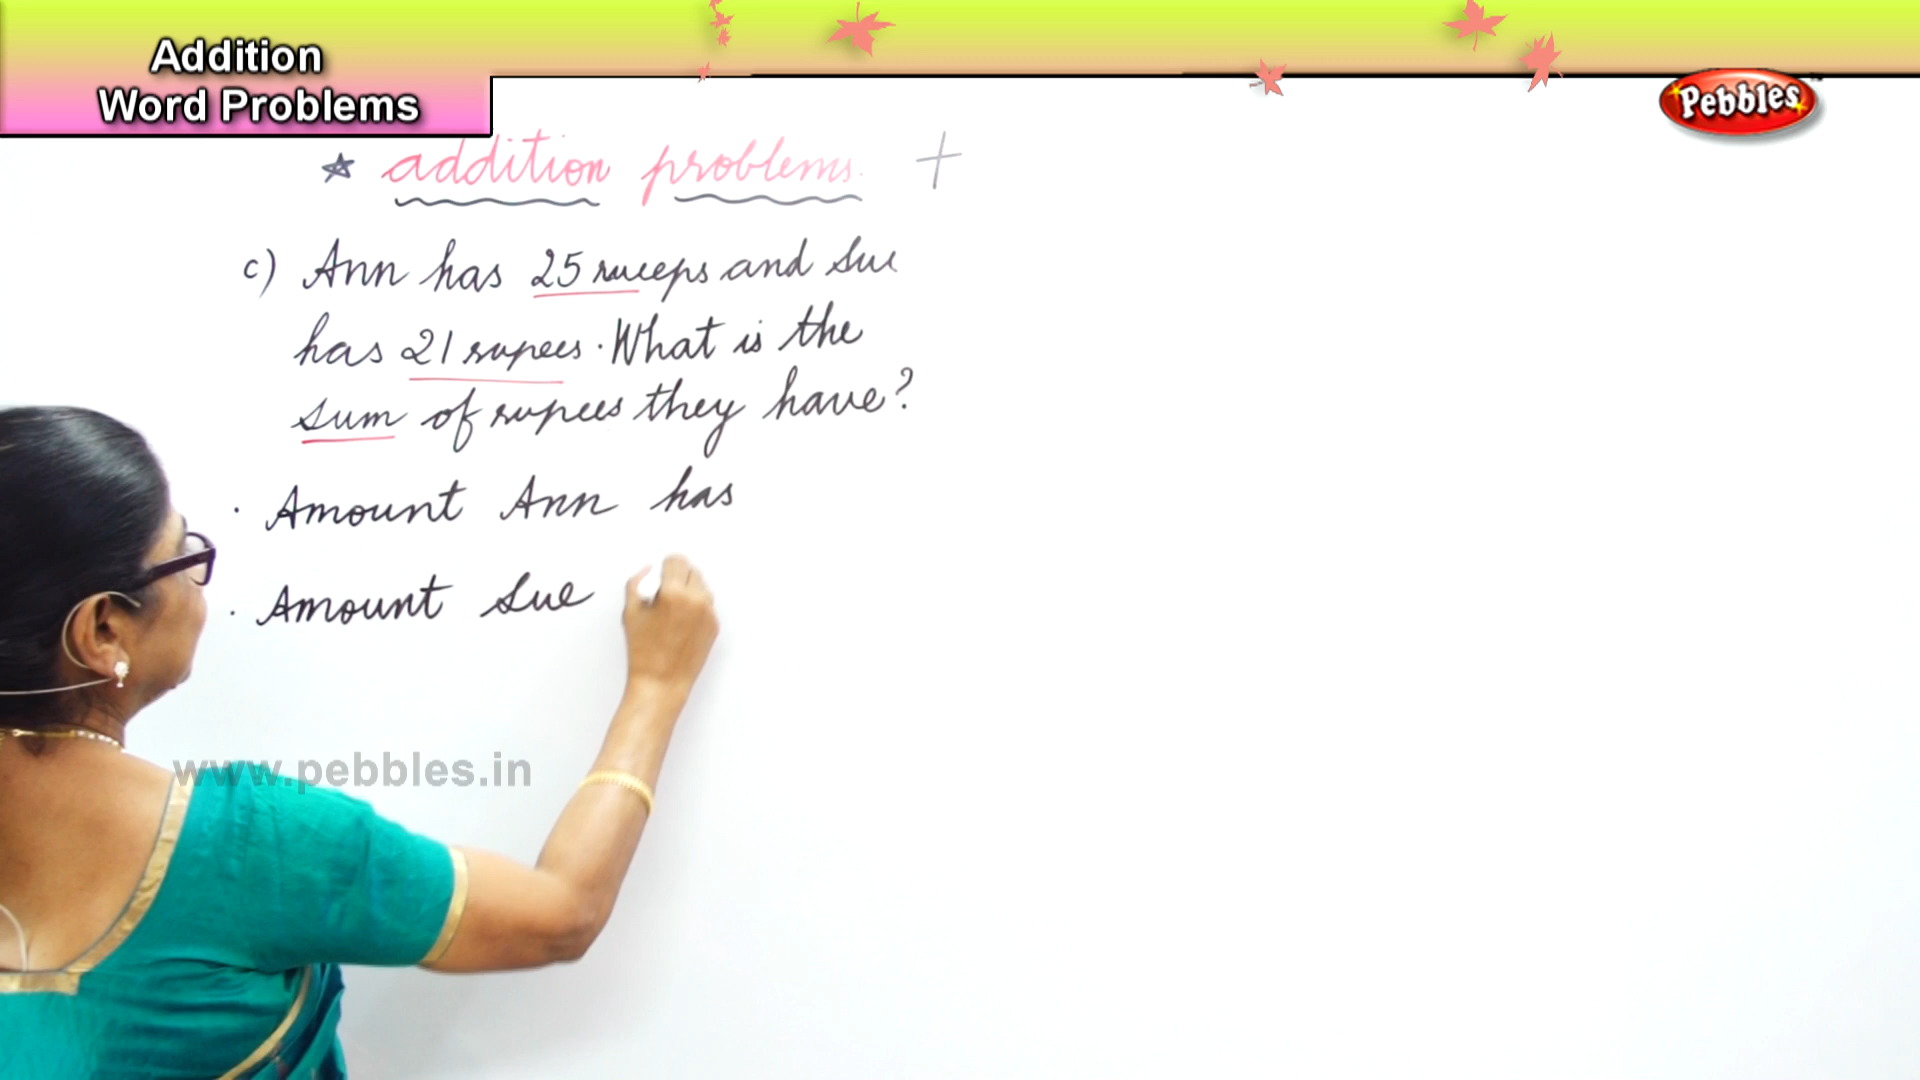 Addition
Word Problems
Pebbles
addition problems. +
c) Ann has 25 ruceps and Sue
has 21 rupees. What is the
sum of rupees they have?
. Amount Ann has
. Amount Sue
www.pebbles.in